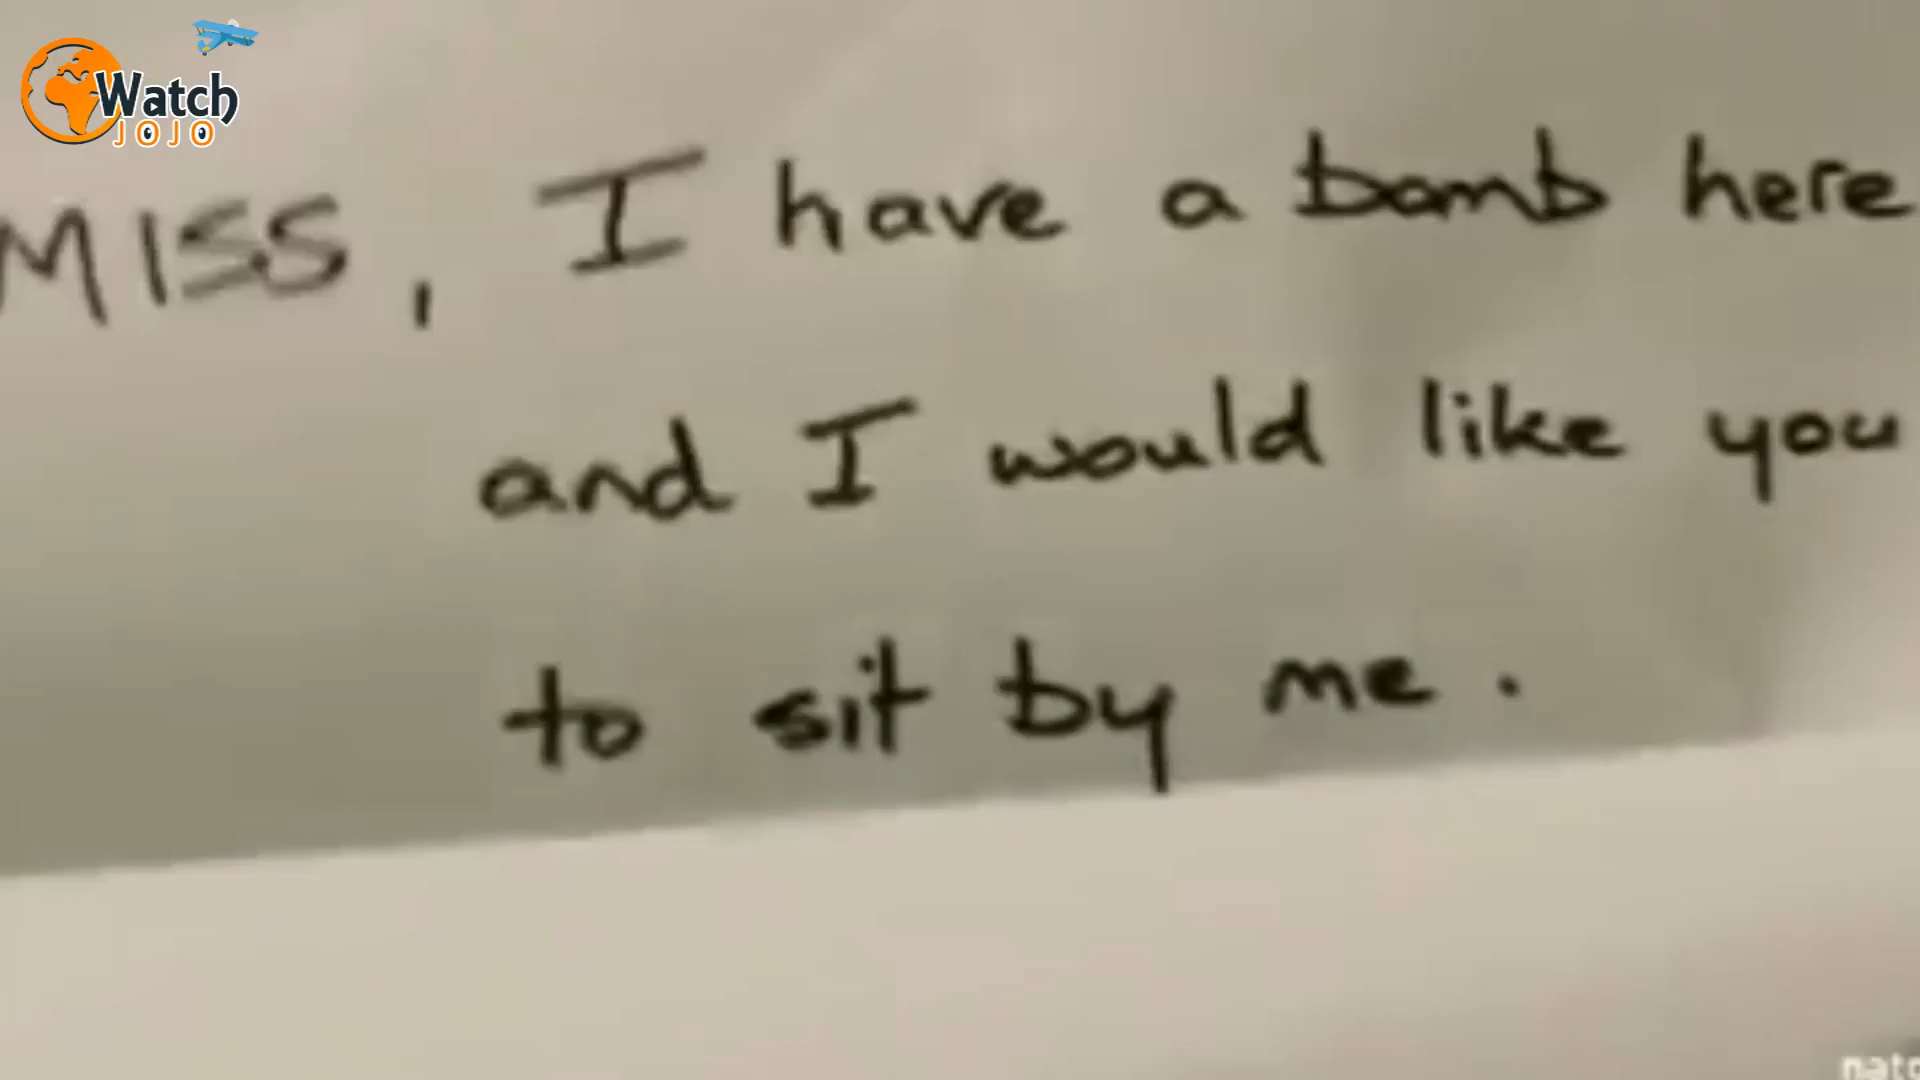 Watch
JOJO
MISS, I have a bomb here
and I would like you
to sit by me.